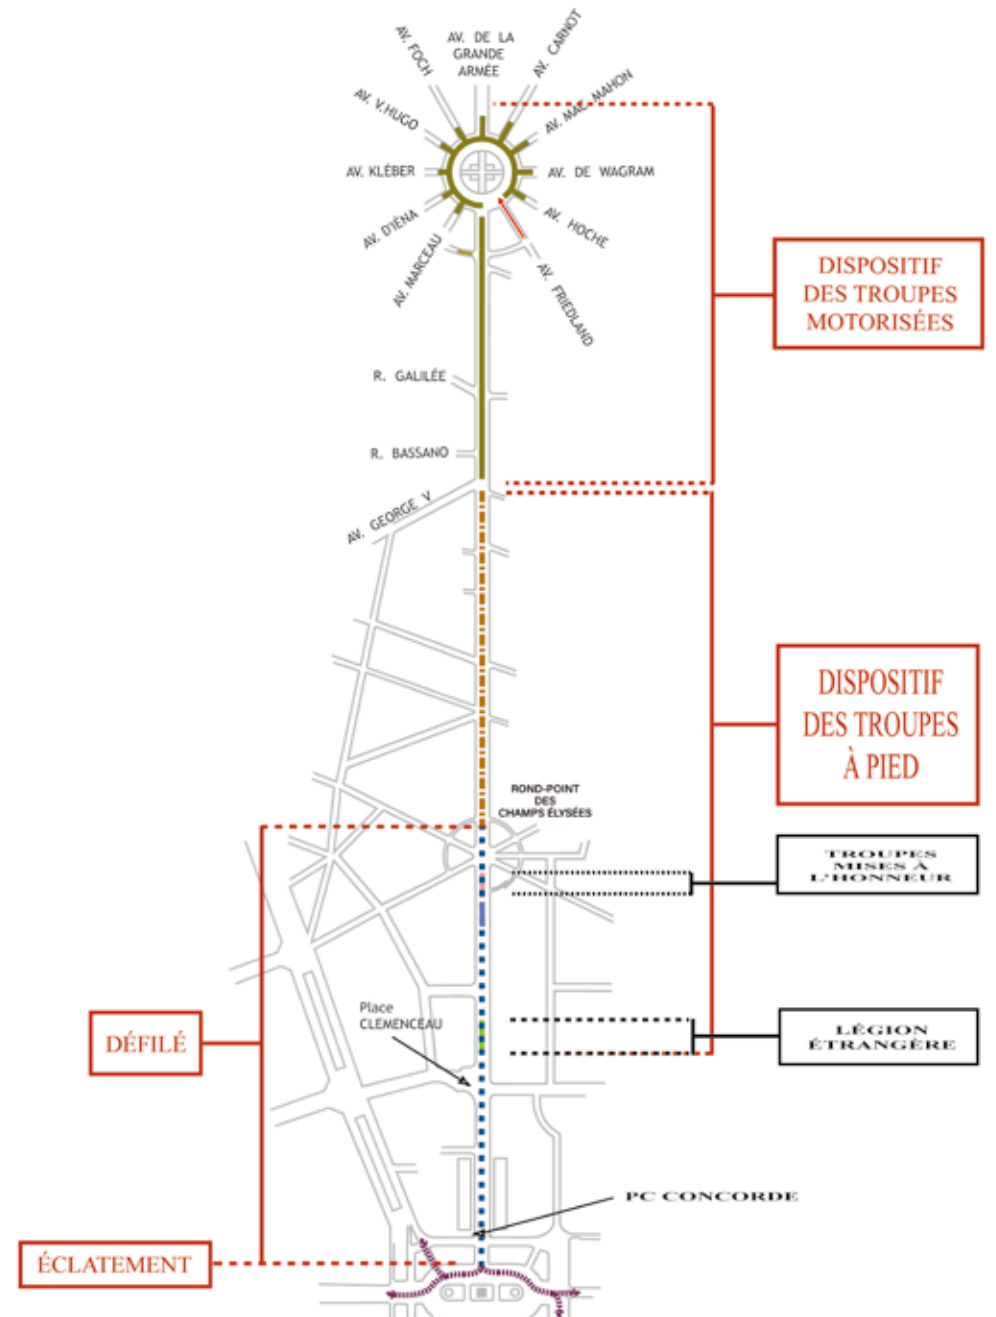 AV. FOCH
AV. DE LA
GRANDE
ARMÉE
AV. CARNOT
AV. V.HUGO
AV. MAC MAHON
AV. KLÉBER
AV. DE WAGRAM
AV. D'IÉNA
AV. HOCHE
AV. MARCEAU
AV. FRIEDLAND
DISPOSITIF
DES TROUPES
MOTORISÉES
R. GALILÉE
R. BASSANO
AV. GEORGE V
DISPOSITIF
DES TROUPES
À PIED
ROND-POINT
DES
CHAMPS ÉLYSÉES
TROUPES
MISES À
L'HONNEUR
Place
CLEMENCEAU
DÉFILÉ
LÉGION
ÉTRANGÈRE
PC CONCORDE
ÉCLATEMENT